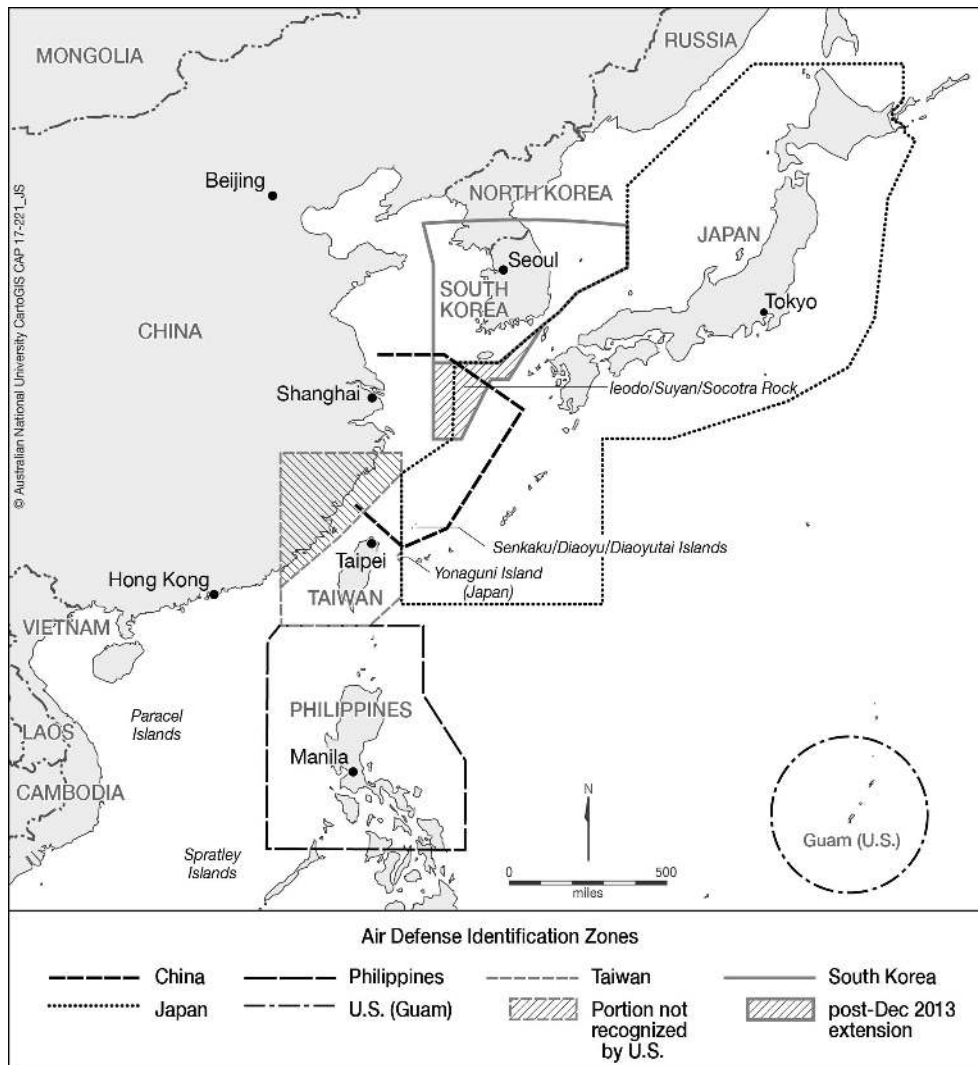 MONGOLIA
RUSSIA
Beijing
NORTH KOREA
JAPAN
Seoul
SOUTH
KOREA
Tokyo
CHINA
Shanghai
Ieodo/Suyan/Socotra Rock
Senkaku/Diaoyu/Diaoyutai Islands
Taipei
Yonaguni Island
(Japan)
Hong Kong
TAIWAN
VIETNAM
Paracel
Islands
PHILIPPINES
LAOS
Manila
CAMBODIA
N
Guam (U.S.)
Spratley
Islands
0
500
miles
© Australian National University CartoGIS CAP 17-221_JS
Air Defense Identification Zones
China
Philippines
Taiwan
South Korea
Japan
U.S. (Guam)
Portion not
recognized
by U.S.
post-Dec 2013
extension